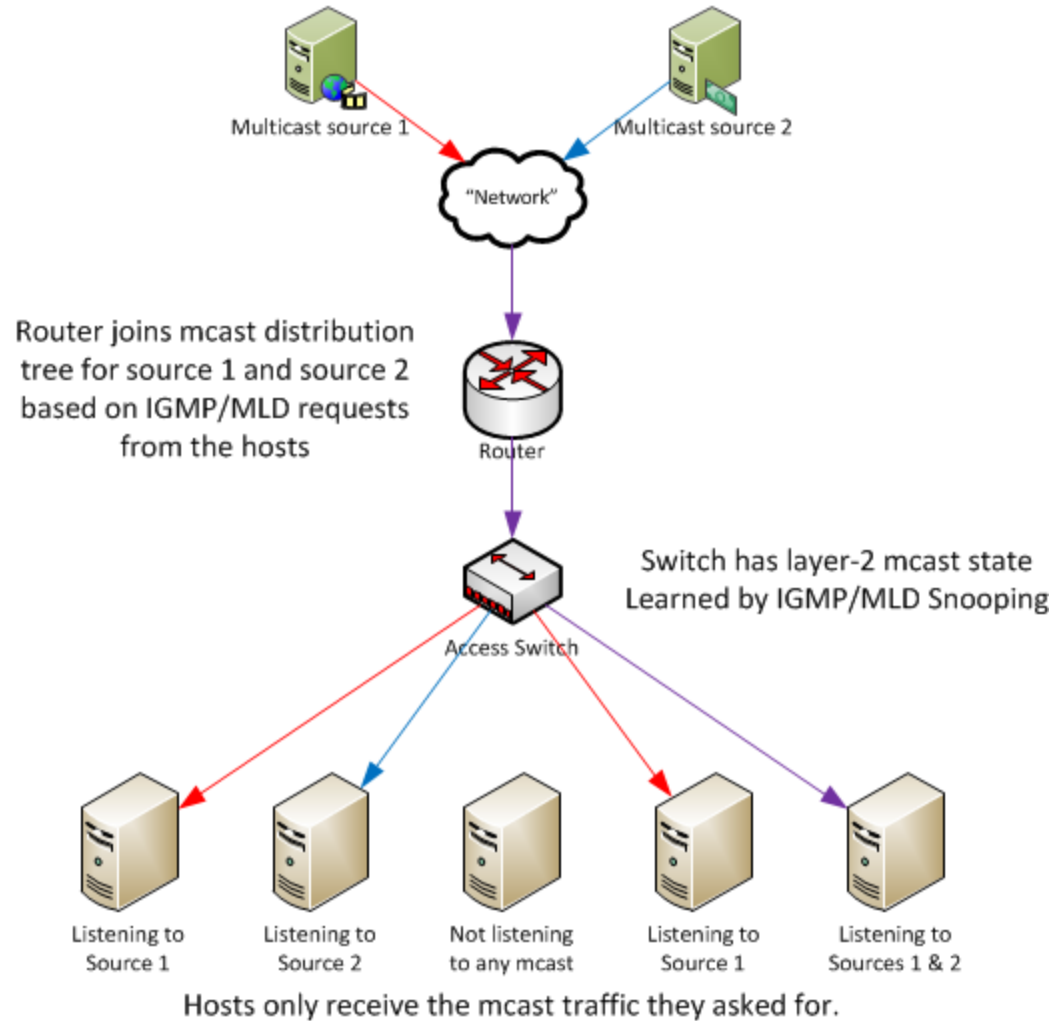 Multicast source 1
Multicast source 2
“Network”
Router joins mcast distribution
tree for source 1 and source 2
based on IGMP/MLD requests
from the hosts
Router
Switch has layer-2 mcast state
Learned by IGMP/MLD Snooping
Access Switch
Listening to
Source 1
Listening to
Source 2
Not listening
to any mcast
Listening to
Source 1
Listening to
Sources 1 & 2
Hosts only receive the mcast traffic they asked for.